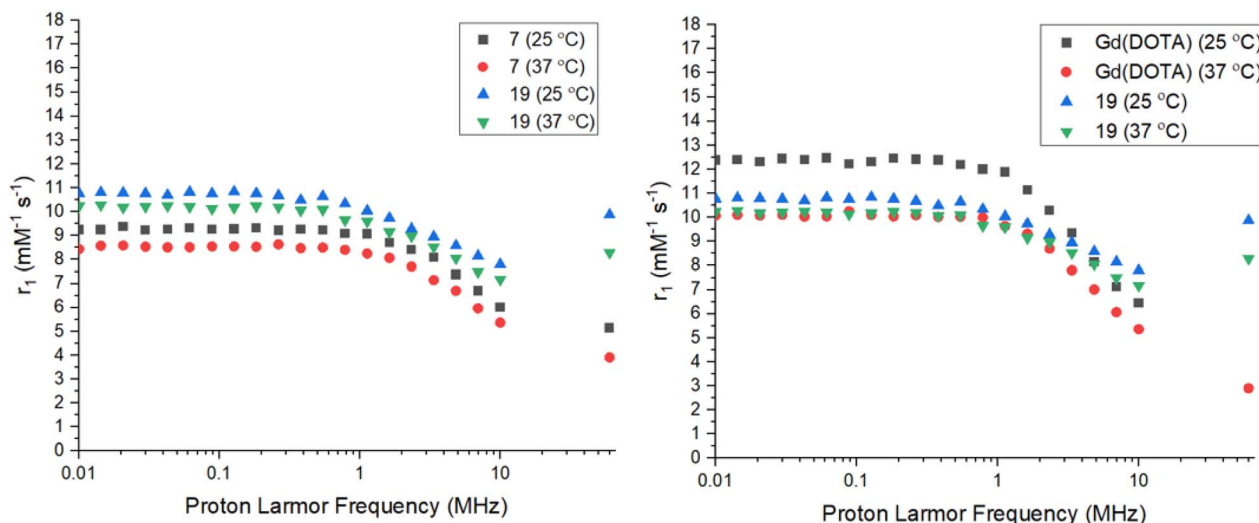 18
17
16
15
14
13
12
11
10
9
8
7
6
5
4
3
2
1
0
r₁ (mM⁻¹ s⁻¹)
7 (25 °C)
7 (37 °C)
19 (25 °C)
19 (37 °C)
0.01 0.1 1 10
Proton Larmor Frequency (MHz)
18
17
16
15
14
13
12
11
10
9
8
7
6
5
4
3
2
1
0
r₁ (mM⁻¹ s⁻¹)
Gd(DOTA) (25 °C)
Gd(DOTA) (37 °C)
19 (25 °C)
19 (37 °C)
0.01 0.1 1 10
Proton Larmor Frequency (MHz)